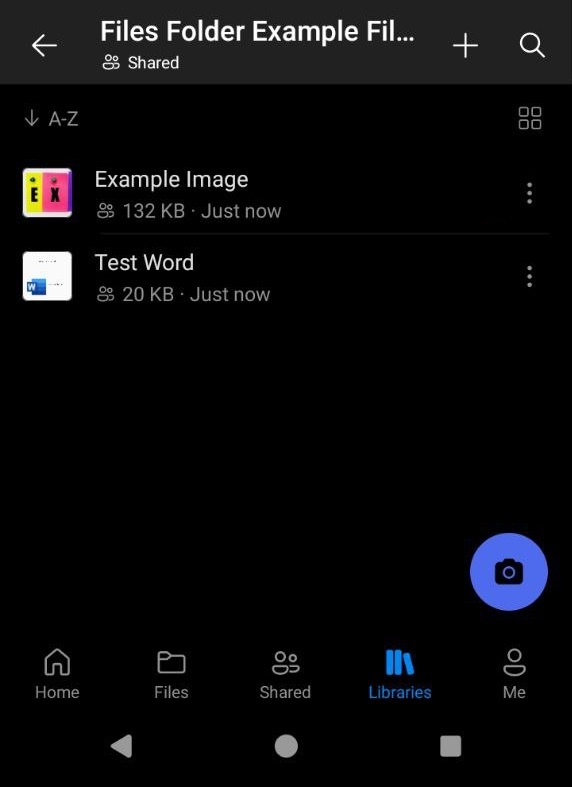 Files Folder Example Fil...
Shared
A-Z
Example Image
132 KB · Just now
EX
Test Word
20 KB · Just now
W
Home
Files
Shared
Libraries
Me